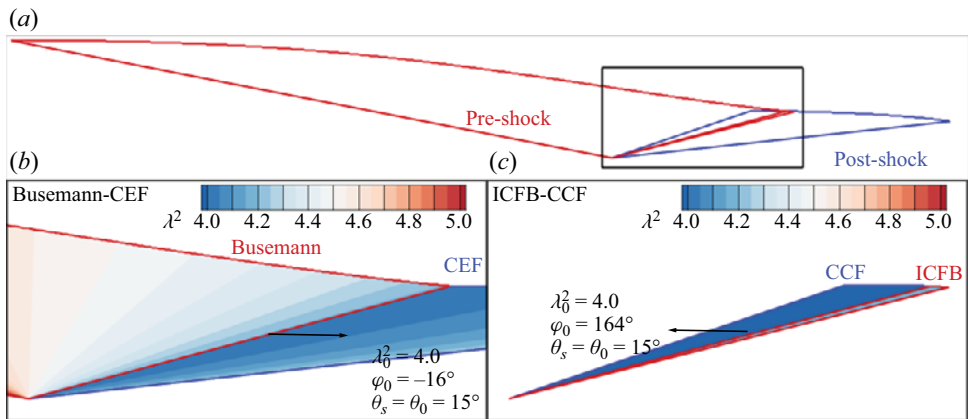 (a)
Pre-shock
Post-shock
(b)
Busemann-CEF
λ² 4.0 4.2 4.4 4.6 4.8 5.0
Busemann
CEF
λ₀² = 4.0
φ₀ = –16°
θₛ = θ₀ = 15°
(c)
ICFB-CCF
λ² 4.0 4.2 4.4 4.6 4.8 5.0
CCF ICFB
λ₀² = 4.0
φ₀ = 164°
θₛ = θ₀ = 15°